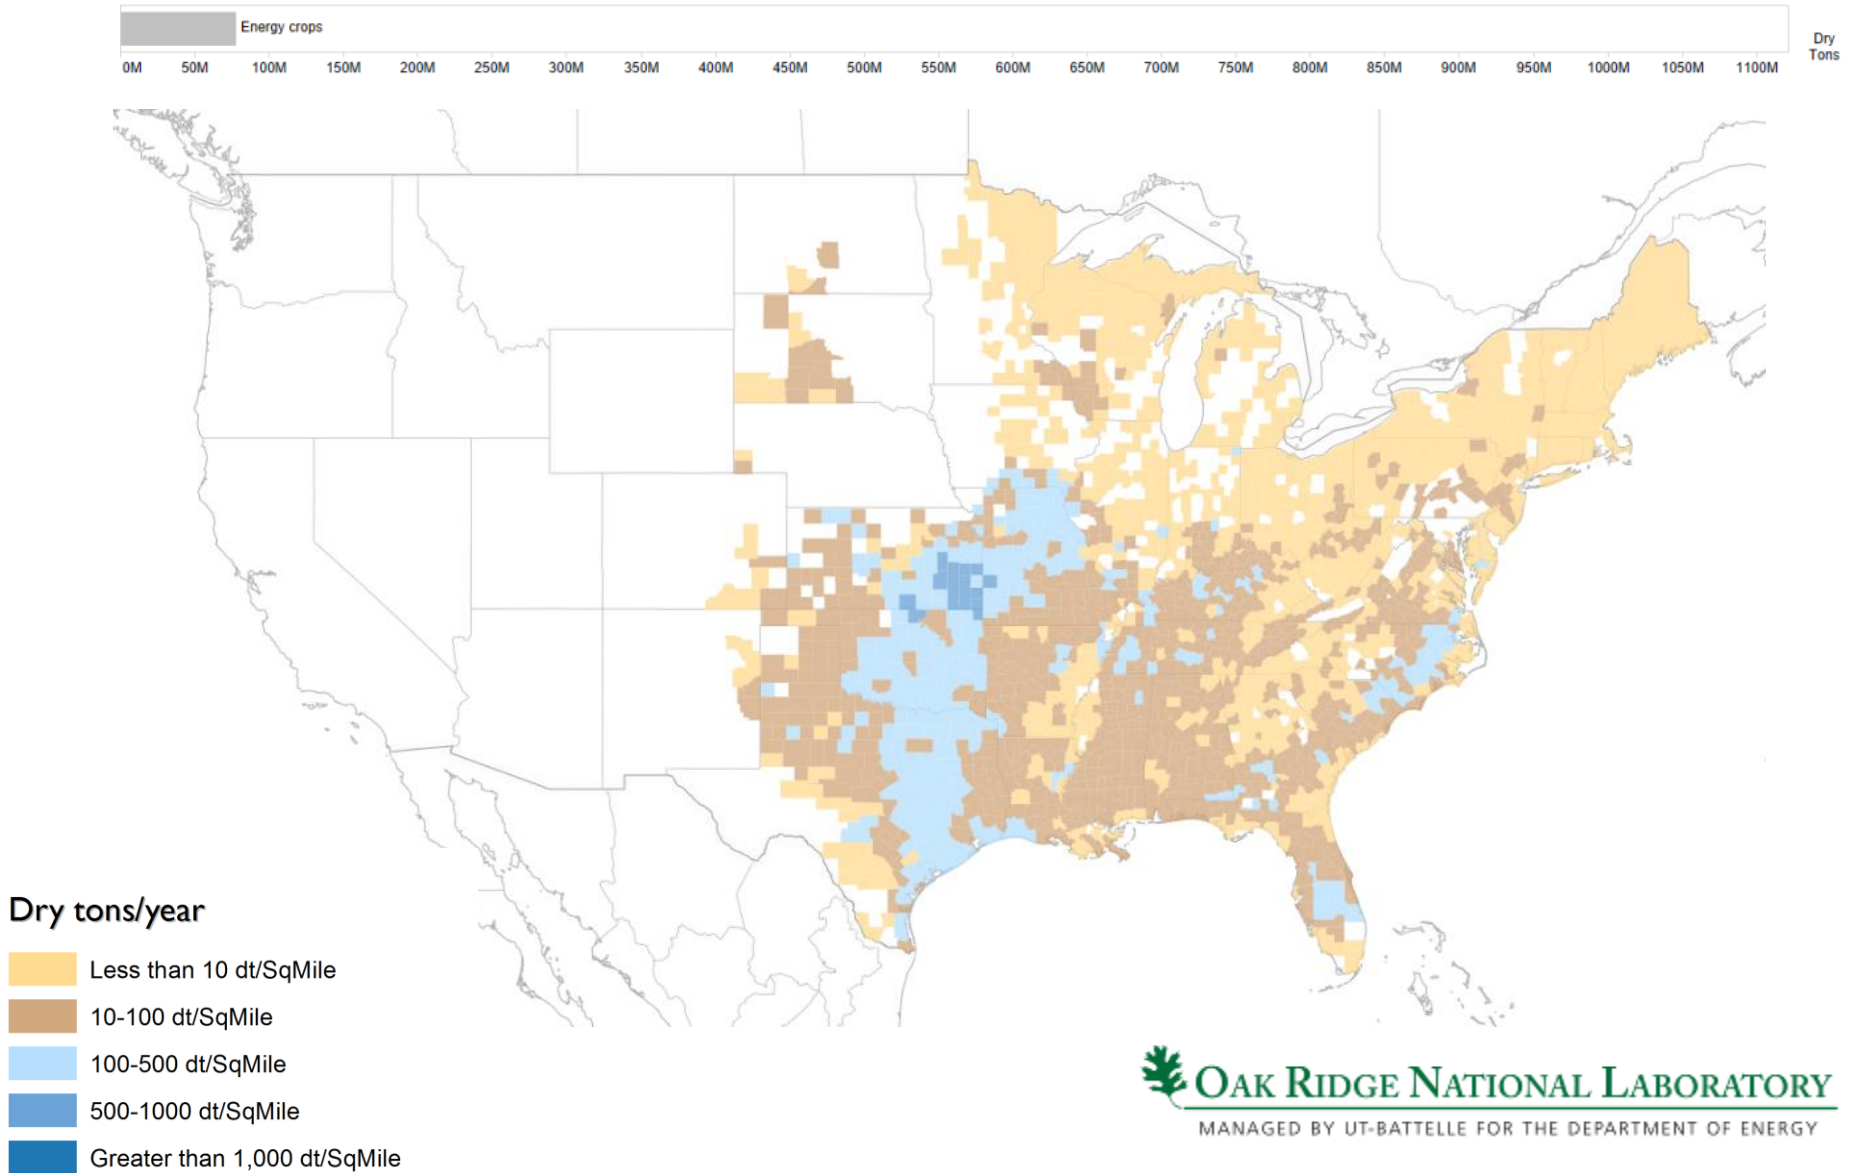 Energy crops
0M 50M 100M 150M 200M 250M 300M 350M 400M 450M 500M 550M 600M 650M 700M 750M 800M 850M 900M 950M 1000M 1050M 1100M
Dry
Tons
Dry tons/year
Less than 10 dt/SqMile
10-100 dt/SqMile
100-500 dt/SqMile
500-1000 dt/SqMile
Greater than 1,000 dt/SqMile
OAK RIDGE NATIONAL LABORATORY
MANAGED BY UT-BATTELLE FOR THE DEPARTMENT OF ENERGY